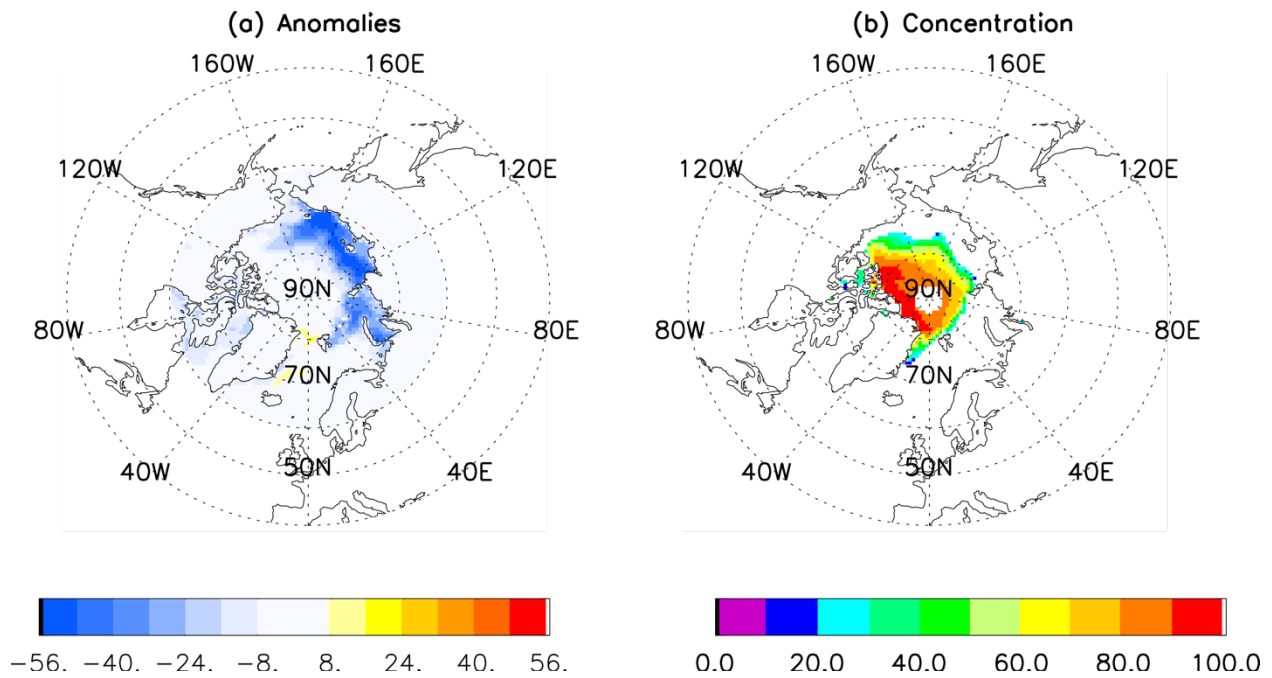 (a) Anomalies
(b) Concentration
160W 160E
160W 160E
120W 120E
120W 120E
90N
90N
80W 80E
80W 80E
70N
70N
40W 50N 40E
40W 50N 40E
−56. −40. −24. −8. 8. 24. 40. 56.
0.0 20.0 40.0 60.0 80.0 100.0